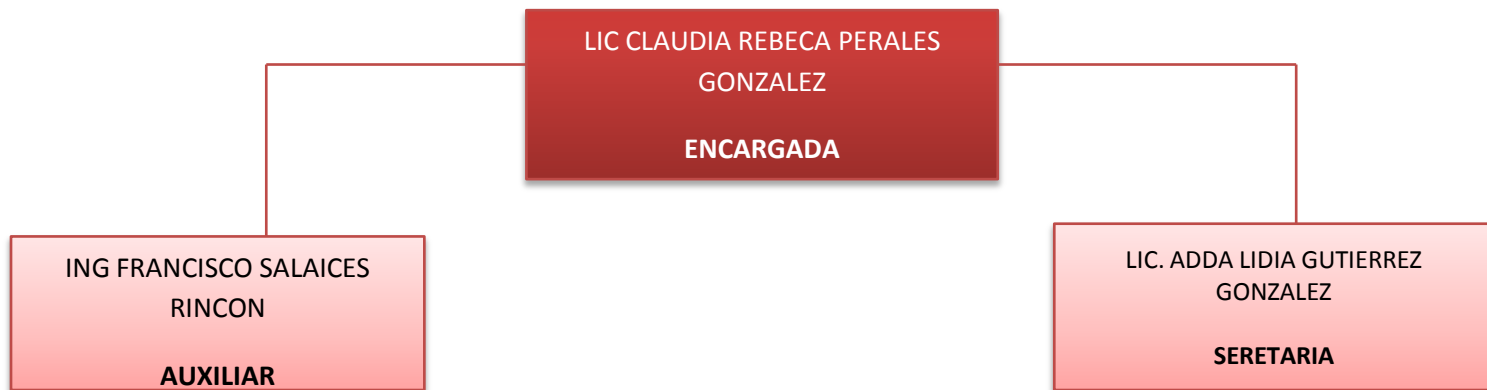 LIC CLAUDIA REBECA PERALES
GONZALEZ
ENCARGADA
ING FRANCISCO SALAICES
RINCON
AUXILIAR
LIC. ADDA LIDIA GUTIERREZ
GONZALEZ
SERETARIA